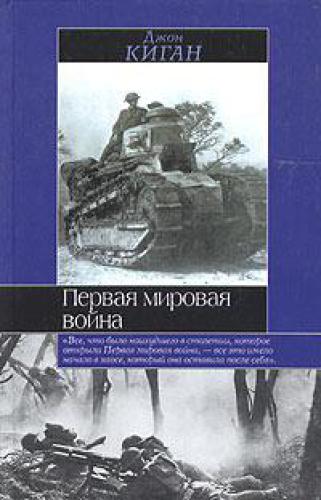 Джон
КИГАН
Первая мировая
война
«Все, что было наихудшего в столетии, которое
открыла Первая мировая война, — все это имело
начало в хаосе, который она оставила после себя».